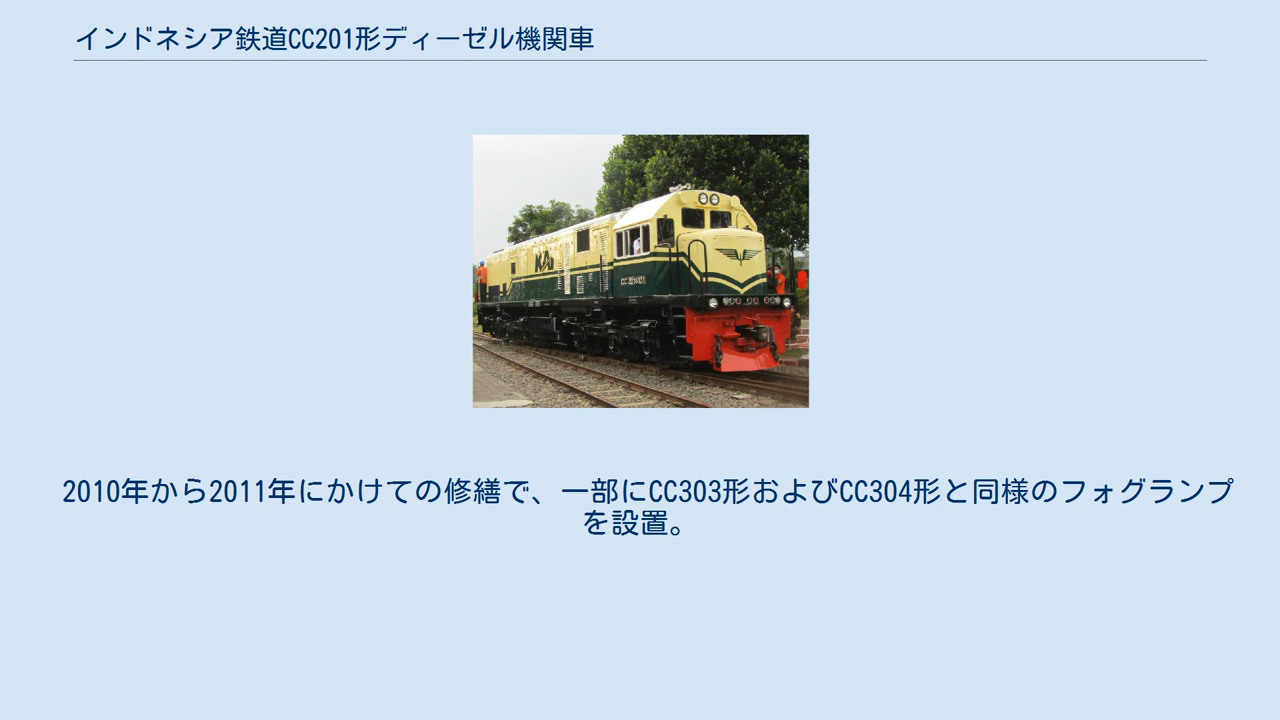 インドネシア鉄道CC201形ディーゼル機関車
2010年から2011年にかけての修繕で、一部にCC303形およびCC304形と同様のフォグランプ
を設置。